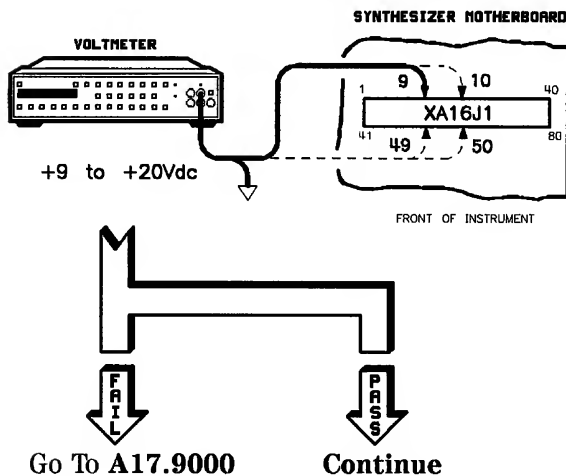 SYNTHESIZER MOTHERBOARD
VOLTMETER
9 10
1 40
XA16J1
41 80
49 50
+9 to +20Vdc
FRONT OF INSTRUMENT
FAIL
PASS
Go To A17.9000
Continue